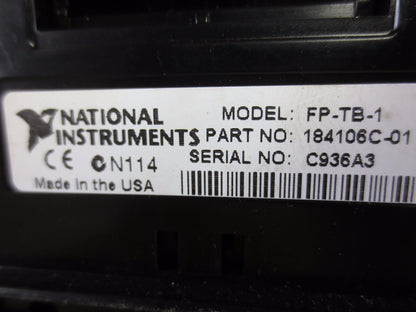 NATIONAL INSTRUMENTS
MODEL: FP-TB-1
PART NO: 184106C-01
SERIAL NO: C936A3
CE N114
Made in the USA